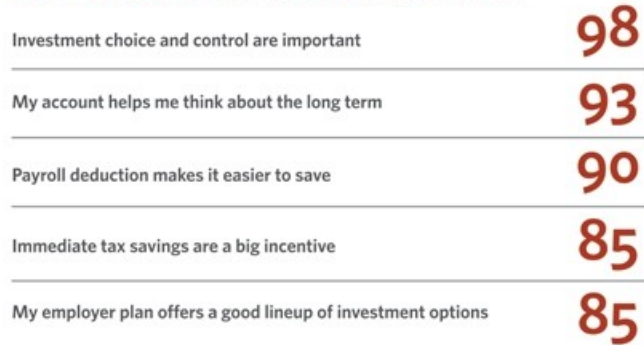 Investment choice and control are important 98
My account helps me think about the long term 93
Payroll deduction makes it easier to save 90
Immediate tax savings are a big incentive 85
My employer plan offers a good lineup of investment options 85